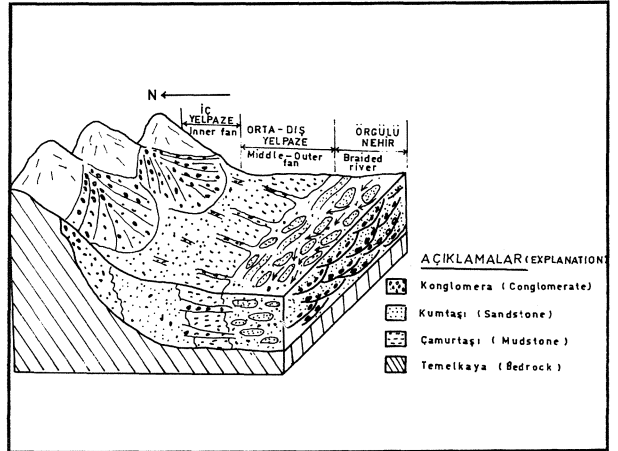 N
İÇ
YELPAZE
Inner fan
ORTA-DIŞ
YELPAZE
Middle-Outer
fan
ÖRGÜLÜ
NEHİR
Braided
river
AÇIKLAMALAR (EXPLANATION)
Konglomera (Conglomerate)
Kumtaşı (Sandstone)
Çamurtaşı (Mudstone)
Temelkaya (Bedrock)